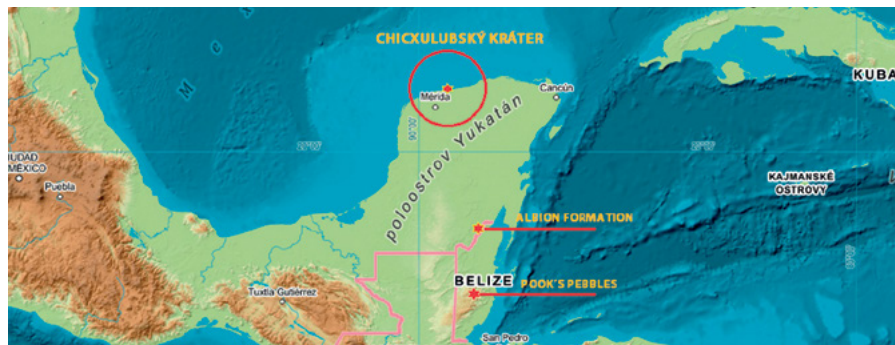 CHICXULUBSKÝ KRÁTER
Mérida
Cancún
KUBA
poloostrov Yukatán
CIUDAD
MÉXICO
Puebla
KAJMANSKÉ
OSTROVY
ALBION FORMATION
BELIZE
POOK'S PEBBLES
Tuxtla Gutiérrez
San Pedro